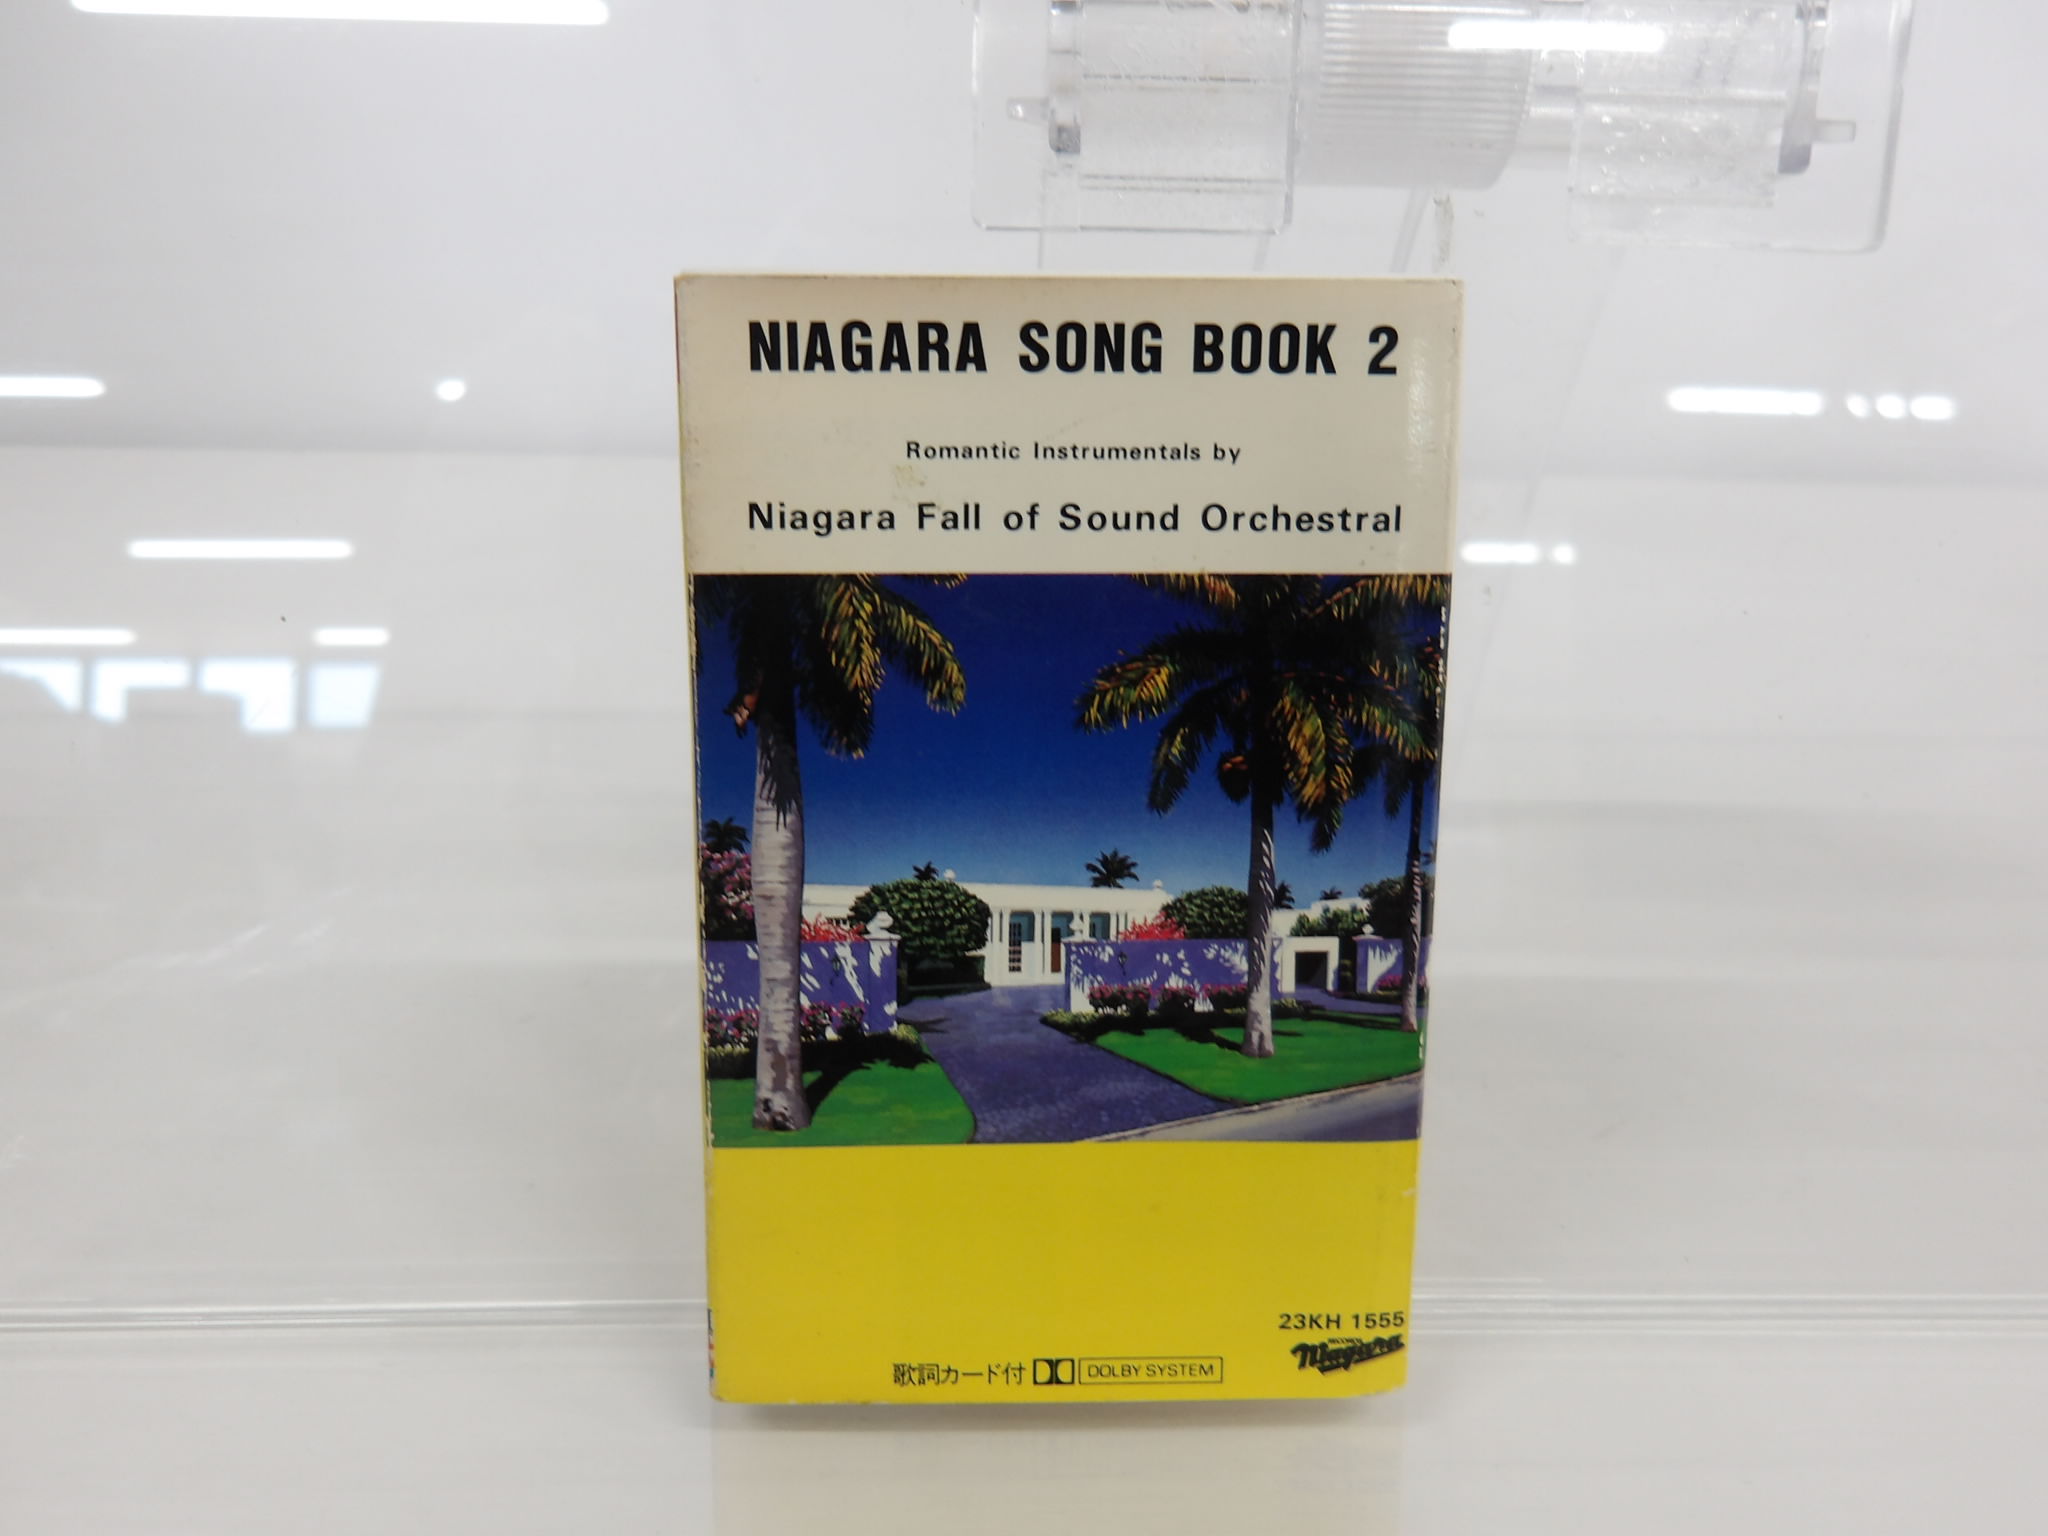 NIAGARA SONG BOOK 2
Romantic Instrumentals by
Niagara Fall of Sound Orchestral
23KH 1555
RECORDS
Niagara
歌詞カード付 DOLBY SYSTEM